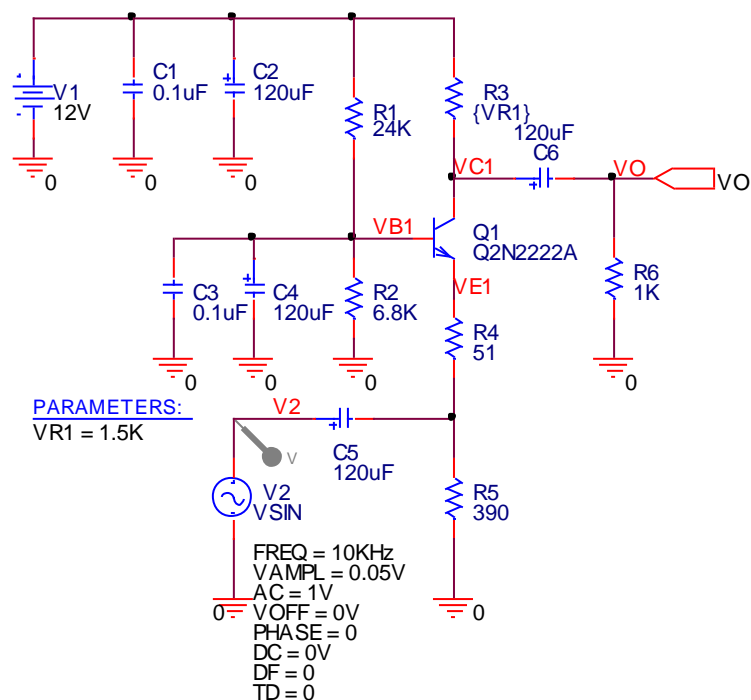 V1
12V
0
C1
0.1uF
0
C2
120uF
0
R1
24K
R3
{VR1}
120uF
C6
VC1
VO
VO
VB1
Q1
Q2N2222A
VE1
C3
0.1uF
0
C4
120uF
0
R2
6.8K
0
R4
51
R6
1K
0
PARAMETERS:
VR1 = 1.5K
V2
C5
120uF
V
V2
VSIN
R5
390
FREQ = 10KHz
VAMPL = 0.05V
AC = 1V
VOFF = 0V
PHASE = 0
DC = 0V
DF = 0
TD = 0
0
0